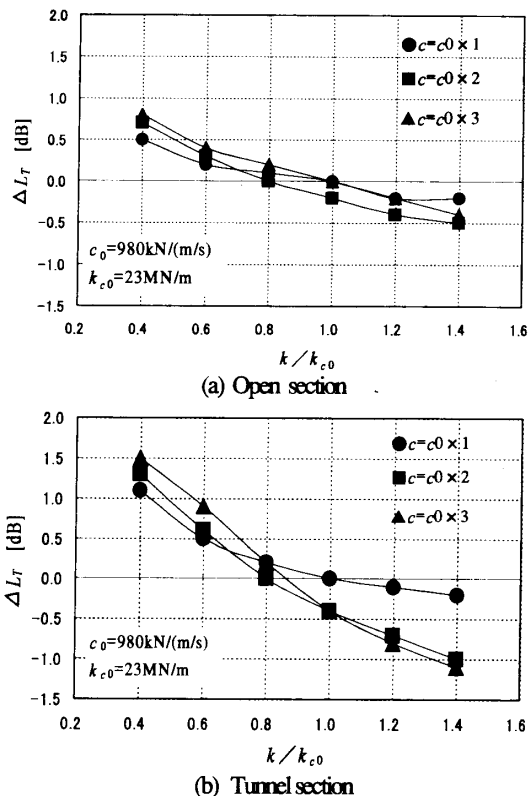 2.0
1.5
1.0
0.5
0.0
-0.5
-1.0
-1.5
ΔL_T [dB]
c=c0×1
c=c0×2
c=c0×3
c₀=980kN/(m/s)
k_c0=23MN/m
0.2 0.4 0.6 0.8 1.0 1.2 1.4 1.6
k/k_c0
(a) Open section
2.0
1.5
1.0
0.5
0.0
-0.5
-1.0
-1.5
ΔL_T [dB]
c=c0×1
c=c0×2
c=c0×3
c₀=980kN/(m/s)
k_c0=23MN/m
0.2 0.4 0.6 0.8 1.0 1.2 1.4 1.6
k/k_c0
(b) Tunnel section